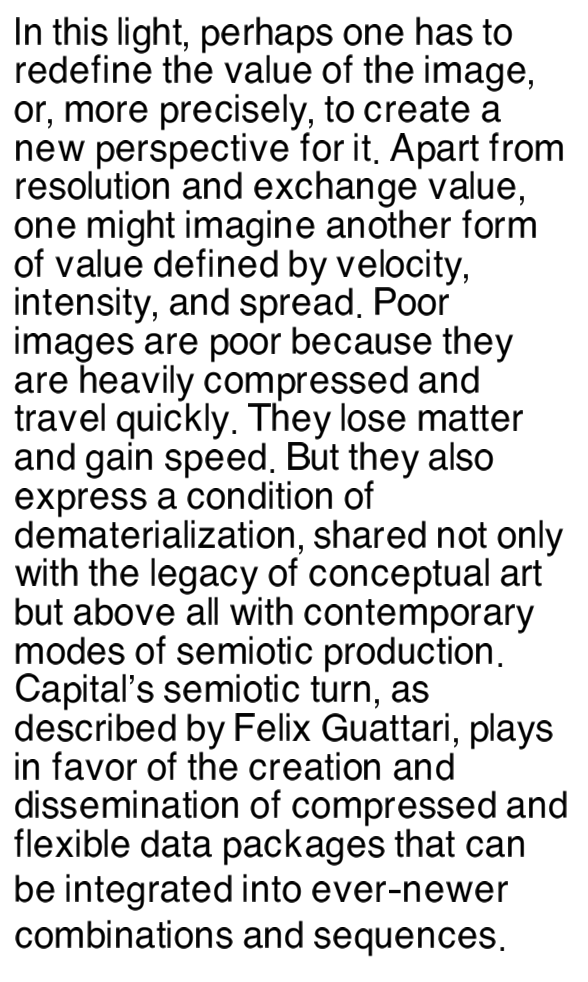 In this light, perhaps one has to
redefine the value of the image,
or, more precisely, to create a
new perspective for it. Apart from
resolution and exchange value,
one might imagine another form
of value defined by velocity,
intensity, and spread. Poor
images are poor because they
are heavily compressed and
travel quickly. They lose matter
and gain speed. But they also
express a condition of
dematerialization, shared not only
with the legacy of conceptual art
but above all with contemporary
modes of semiotic production.
Capital’s semiotic turn, as
described by Felix Guattari, plays
in favor of the creation and
dissemination of compressed and
flexible data packages that can
be integrated into ever-newer
combinations and sequences.